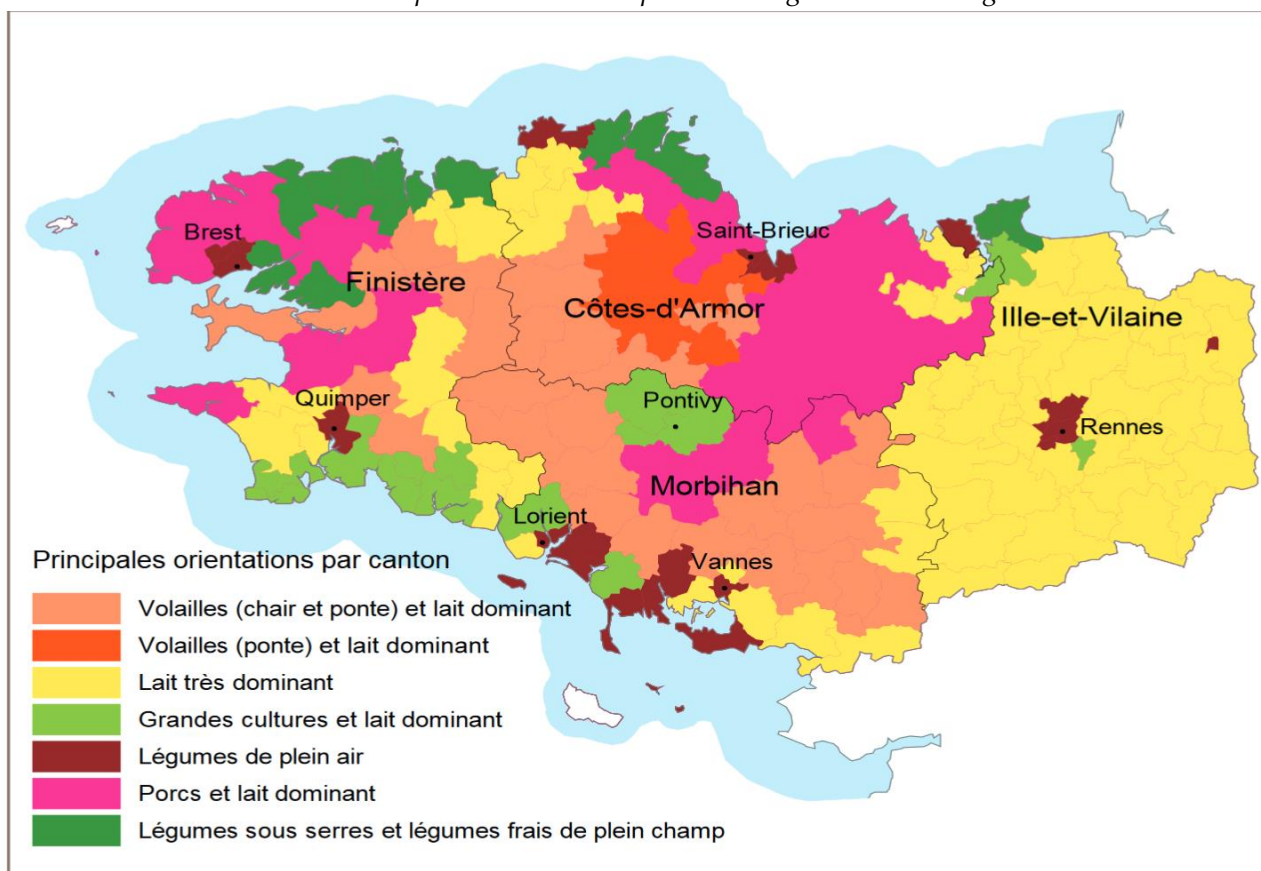 Brest
Saint-Brieuc
Finistère
Côtes-d'Armor
Ille-et-Vilaine
Quimper
Pontivy
Rennes
Morbihan
Lorient
Vannes
Principales orientations par canton
Volailles (chair et ponte) et lait dominant
Volailles (ponte) et lait dominant
Lait très dominant
Grandes cultures et lait dominant
Légumes de plein air
Porcs et lait dominant
Légumes sous serres et légumes frais de plein champ